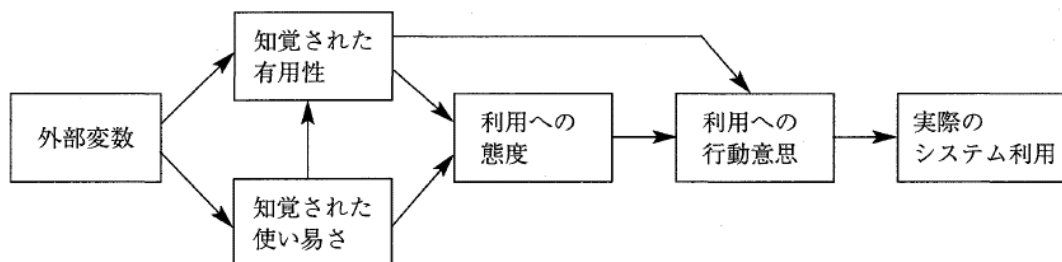 知覚された
有用性
外部変数
利用への
態度
利用への
行動意思
実際の
システム利用
知覚された
使い易さ